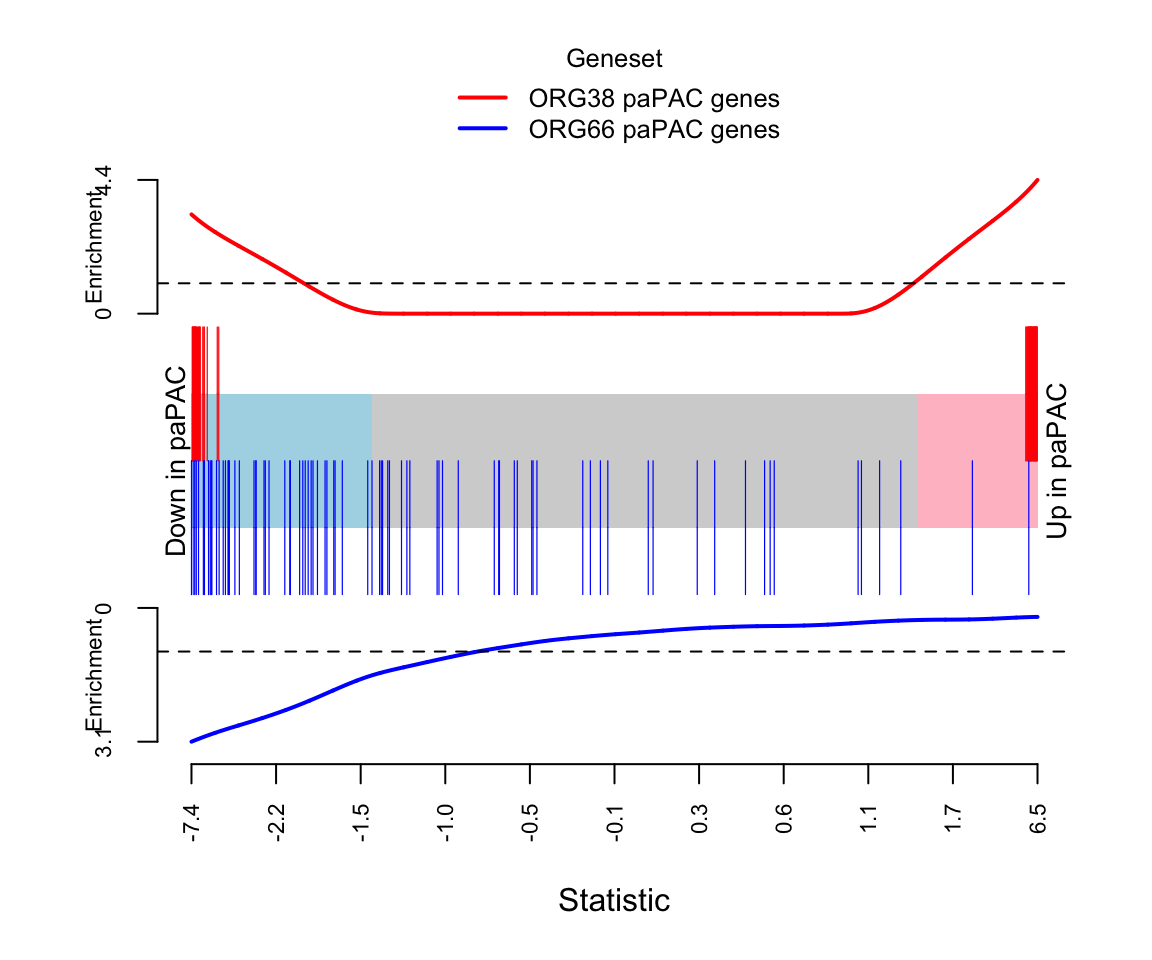 Geneset
ORG38 paPAC genes
ORG66 paPAC genes
4.4
Enrichment
0
Down in paPAC
Up in paPAC
0
Enrichment
3.1
-7.4
-2.2
-1.5
-1.0
-0.5
-0.1
0.3
0.6
1.1
1.7
6.5
Statistic